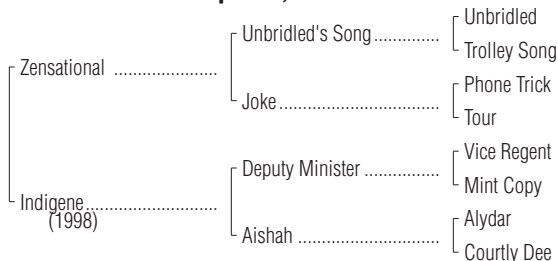 Unbridled
Unbridled's Song ..............
Trolley Song
Zensational ......................
Phone Trick
Joke ..................................
Tour
Vice Regent
Deputy Minister ................
Mint Copy
Indigene............................
(1998)
Alydar
Aishah ..............................
Courtly Dee